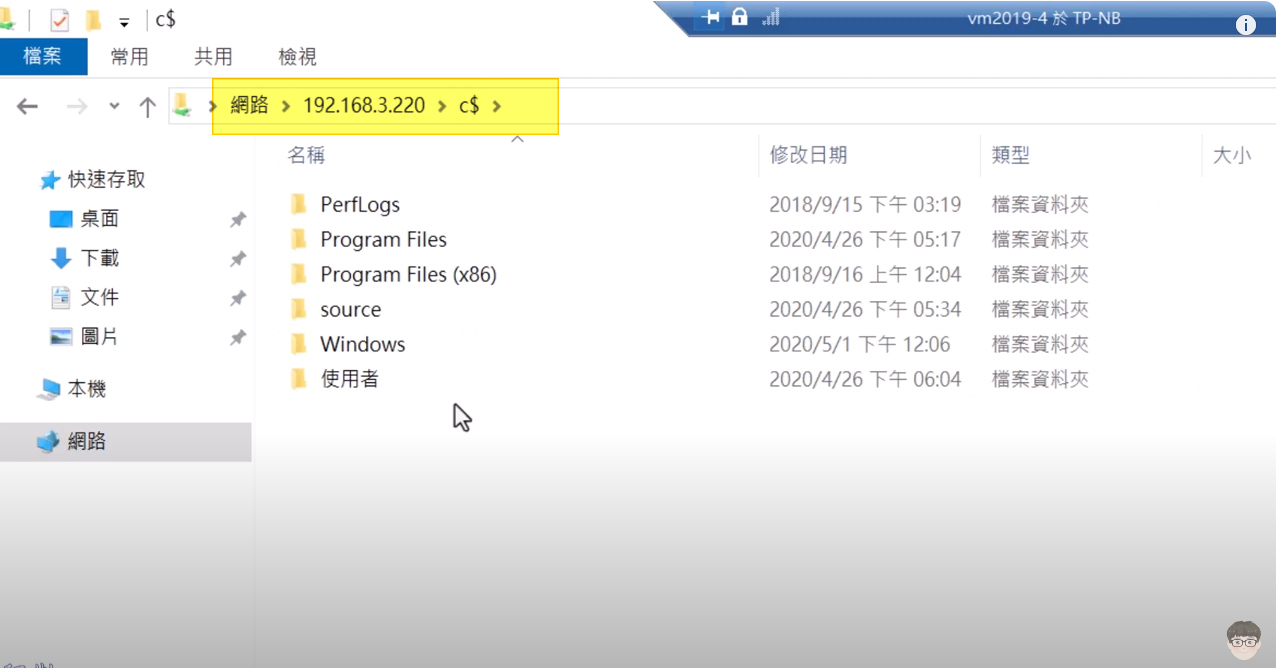 c$
vm2019-4 於 TP-NB
檔案 常用 共用 檢視
網路 192.168.3.220 c$
名稱 修改日期 類型 大小
快速存取
桌面
下載
文件
圖片
本機
網路
PerfLogs 2018/9/15 下午 03:19 檔案資料夾
Program Files 2020/4/26 下午 05:17 檔案資料夾
Program Files (x86) 2018/9/16 上午 12:04 檔案資料夾
source 2020/4/26 下午 05:34 檔案資料夾
Windows 2020/5/1 下午 12:06 檔案資料夾
使用者 2020/4/26 下午 06:04 檔案資料夾